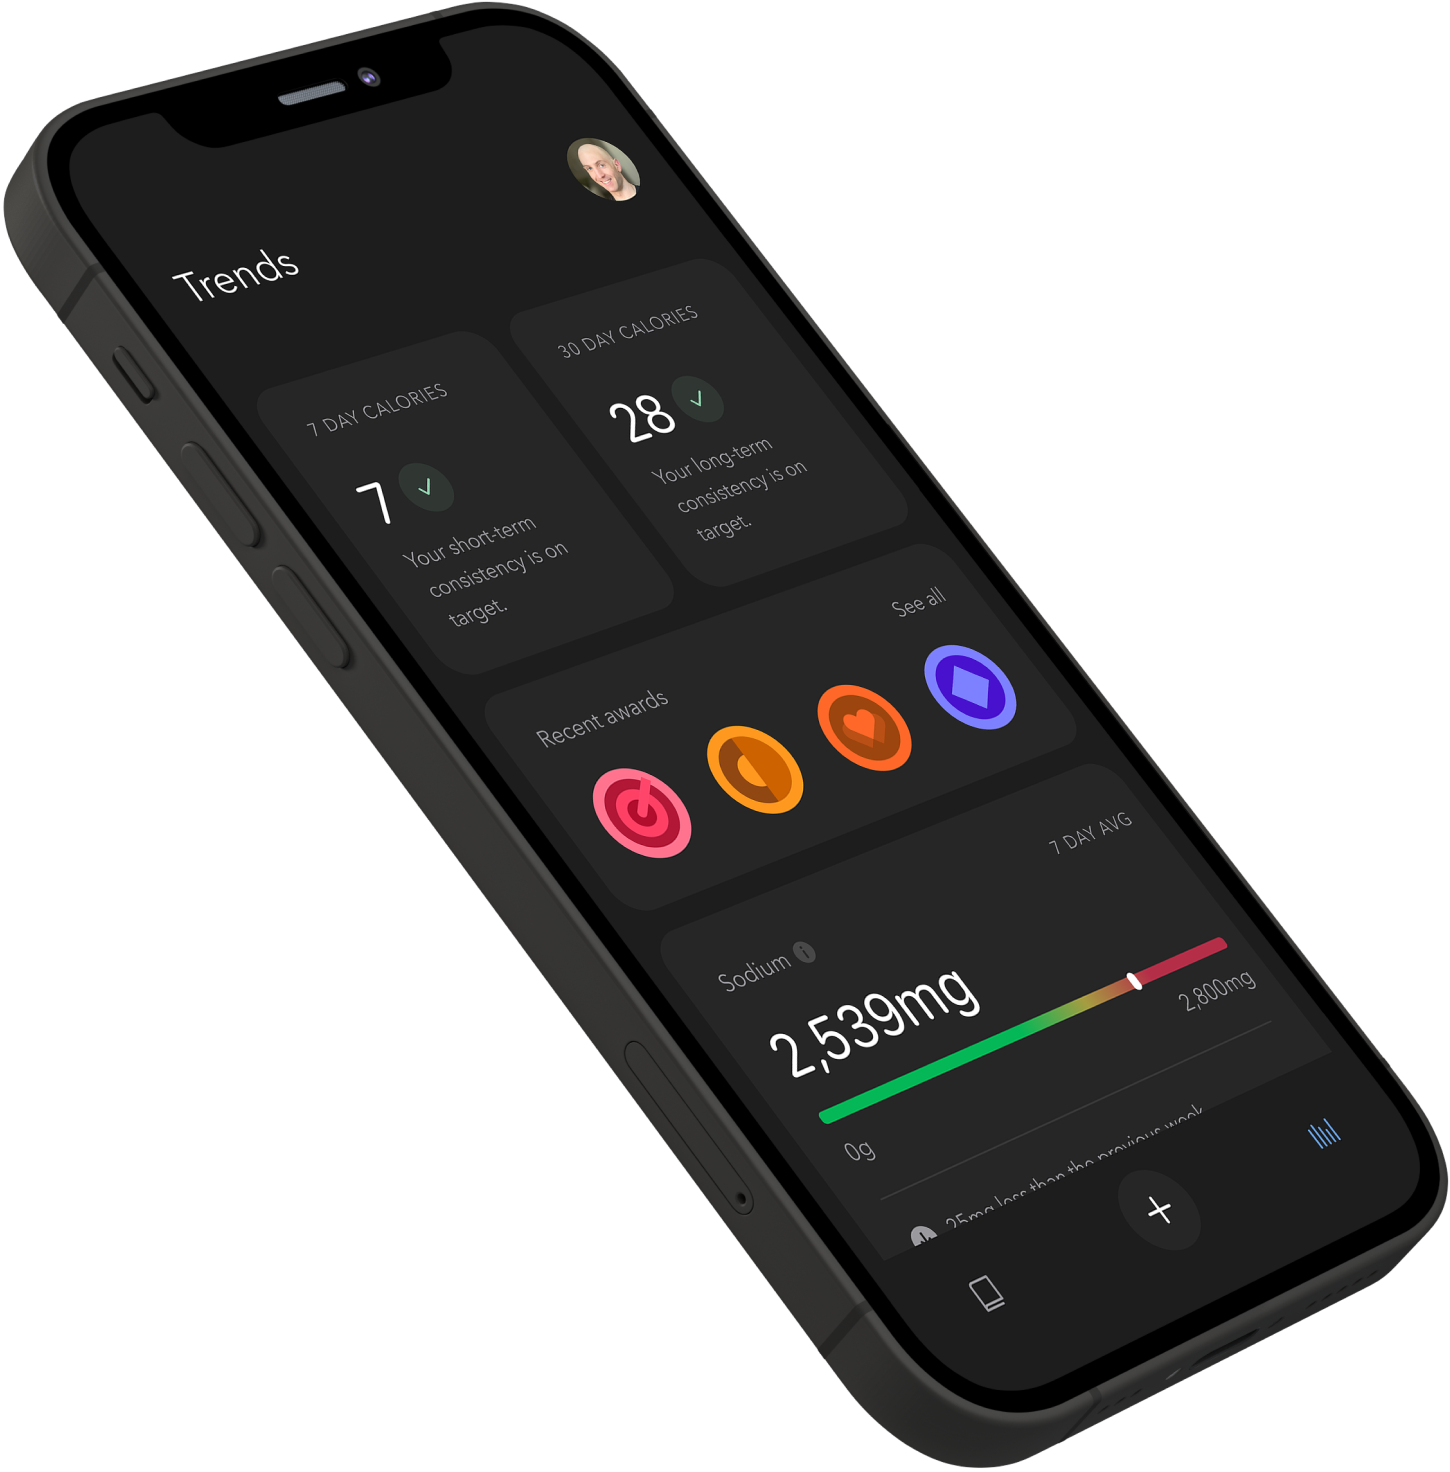 Trends
7 DAY CALORIES
7
Your short-term
consistency is on
target.
30 DAY CALORIES
28
Your long-term
consistency is on
target.
Recent awards
See all
Sodium
7 DAY AVG
2,539mg
0g
2,800mg
25mg less than the previous week